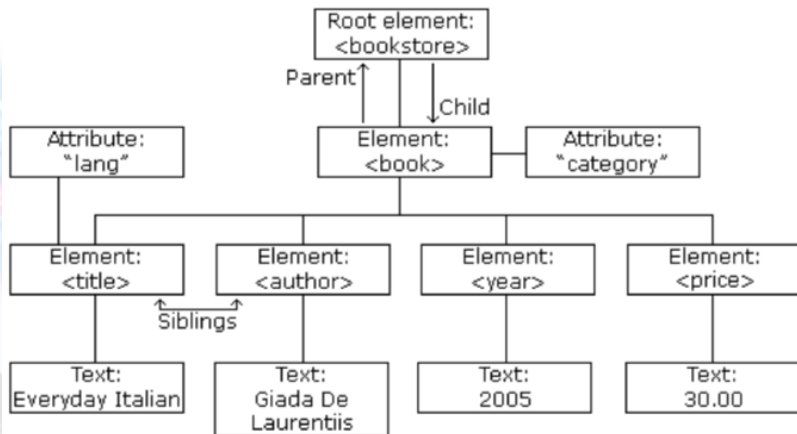 Root element:
<bookstore>
Parent
Child
Attribute:
"lang"
Element:
<book>
Attribute:
"category"
Element:
<title>
Element:
<author>
Element:
<year>
Element:
<price>
Siblings
Text:
Everyday Italian
Text:
Giada De
Laurentiis
Text:
2005
Text:
30.00